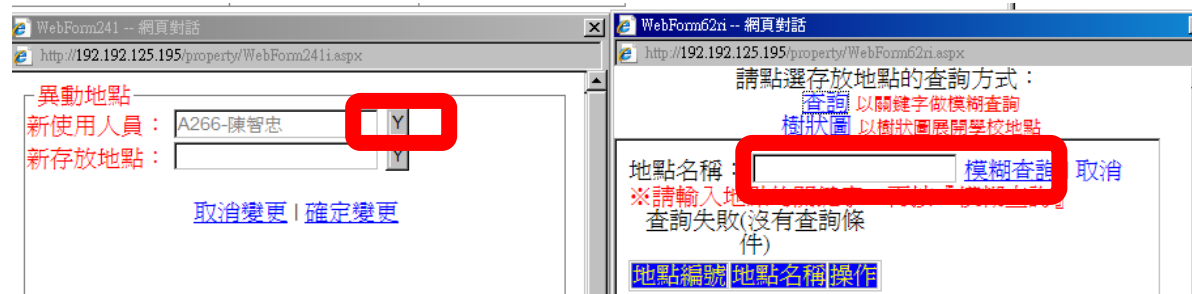 WebForm241 -- 網頁對話
http://192.192.125.195/property/WebForm241i.aspx
異動地點
新使用人員： A266-陳智忠 Y
新存放地點： Y
取消變更 | 確定變更
WebForm62ri -- 網頁對話
http://192.192.125.195/property/WebForm62ri.aspx
請點選存放地點的查詢方式：
查詢 以關鍵字做模糊查詢
樹狀圖 以樹狀圖展開學校地點
地點名稱： 模糊查詢 取消
※請輸入地
查詢失敗(沒有查詢條
件)
地點編號 地點名稱 操作